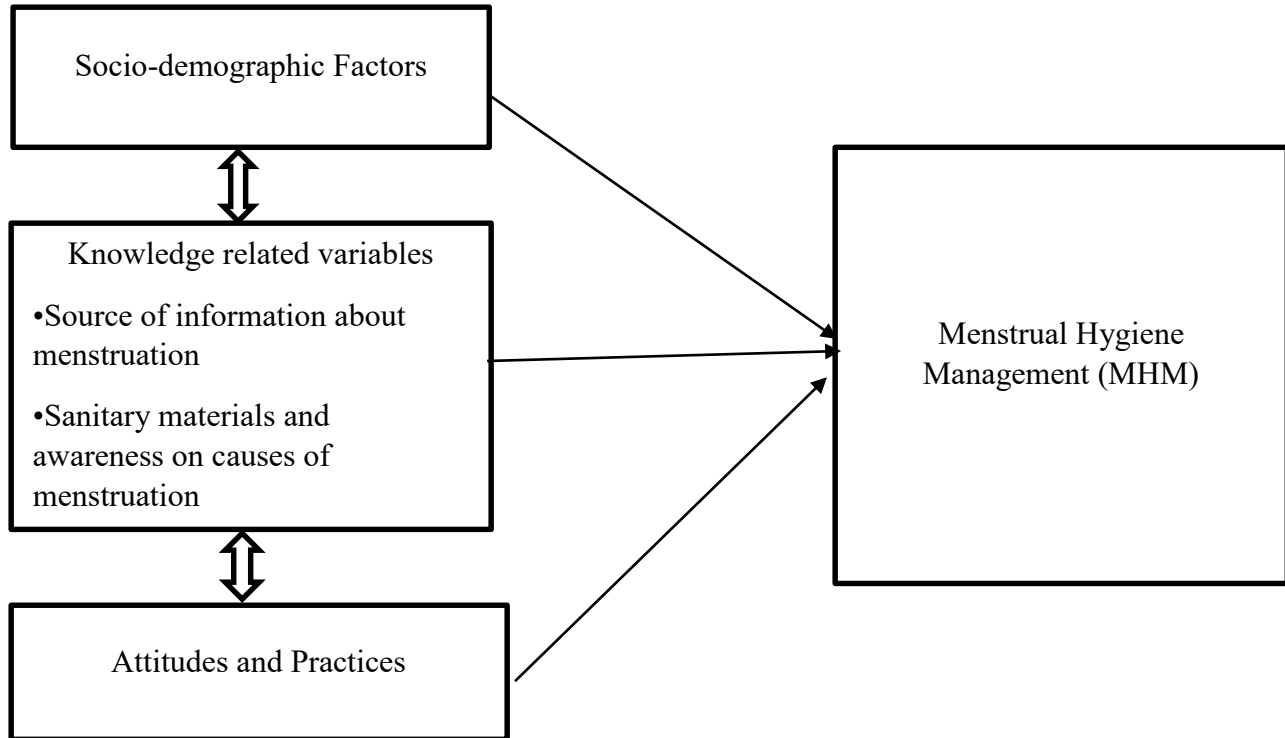 Socio-demographic Factors
Knowledge related variables
•Source of information about
menstruation
•Sanitary materials and
awareness on causes of
menstruation
Attitudes and Practices
Menstrual Hygiene
Management (MHM)